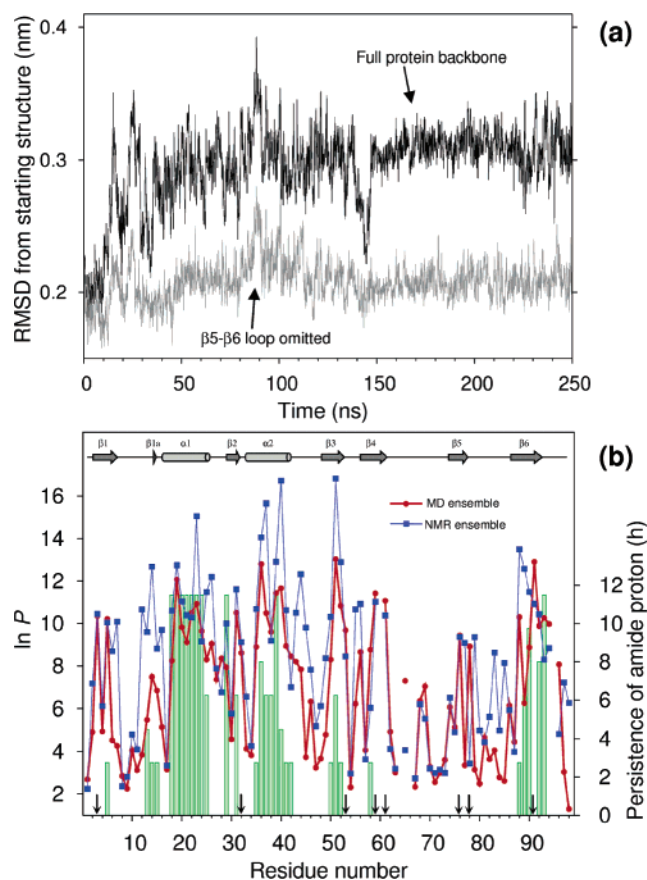 (a)
RMSD from starting structure (nm)
0.4
0.3
0.2
Full protein backbone
β5-β6 loop omitted
0 50 100 150 200 250
Time (ns)
(b)
β1 β1a α1 β2 α2 β3 β4 β5 β6
ln P
16
14
12
10
8
6
4
2
MD ensemble
NMR ensemble
12
10
8
6
4
2
0
Persistence of amide proton (h)
0 10 20 30 40 50 60 70 80 90
Residue number